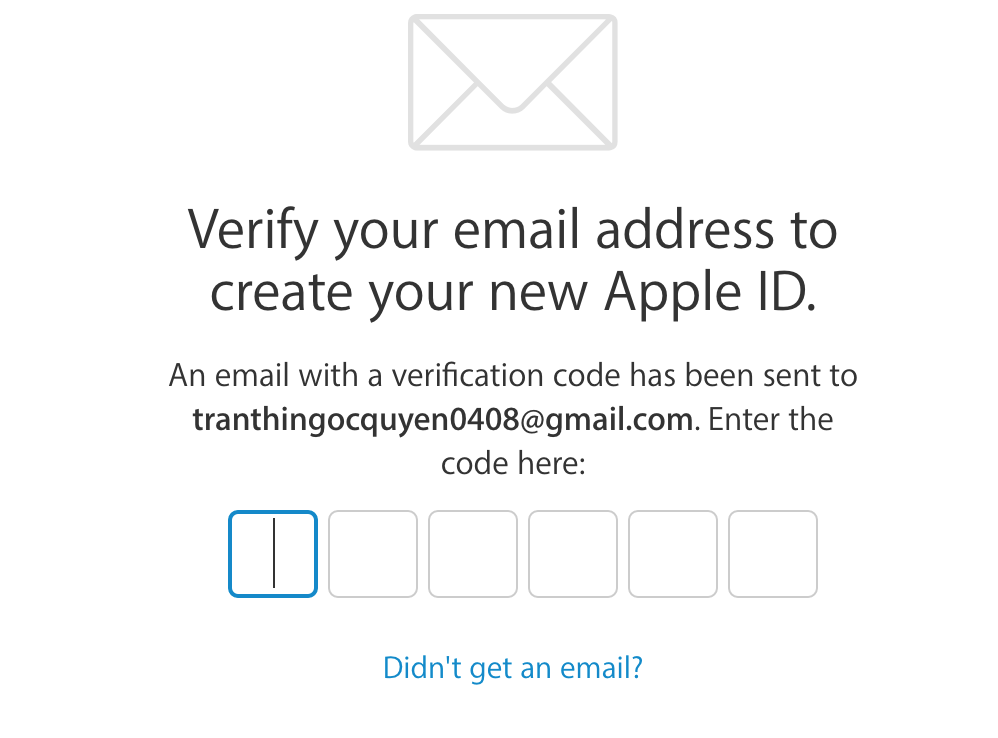 Verify your email address to
create your new Apple ID.
An email with a verification code has been sent to
tranthingocquyen0408@gmail.com. Enter the
code here:
Didn't get an email?